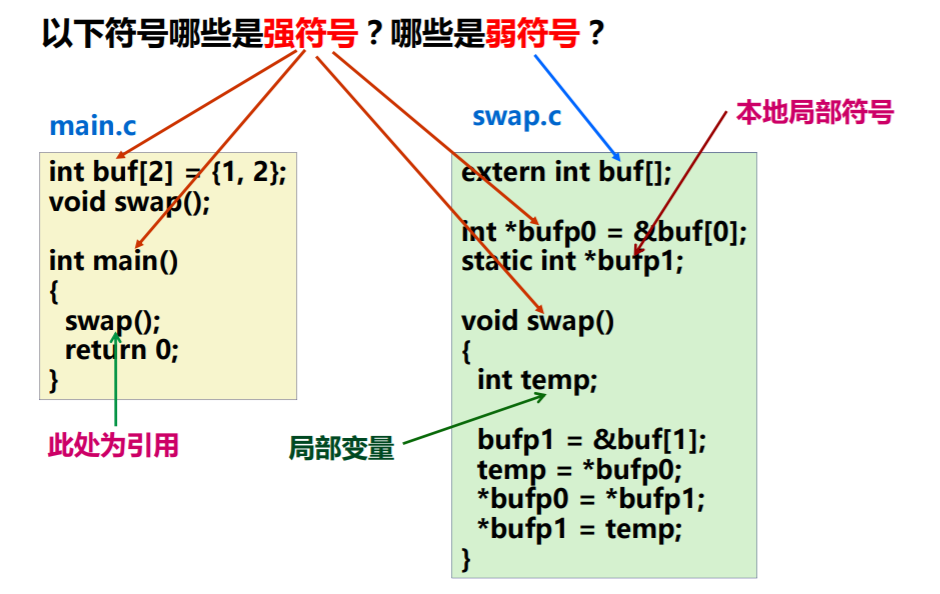 以下符号哪些是强符号？哪些是弱符号？
main.c
int buf[2] = {1, 2};
void swap();
int main()
{
swap();
return 0;
}
此处为引用
swap.c
本地局部符号
extern int buf[];
int *bufp0 = &buf[0];
static int *bufp1;
void swap()
{
int temp;
局部变量
bufp1 = &buf[1];
temp = *bufp0;
*bufp0 = *bufp1;
*bufp1 = temp;
}